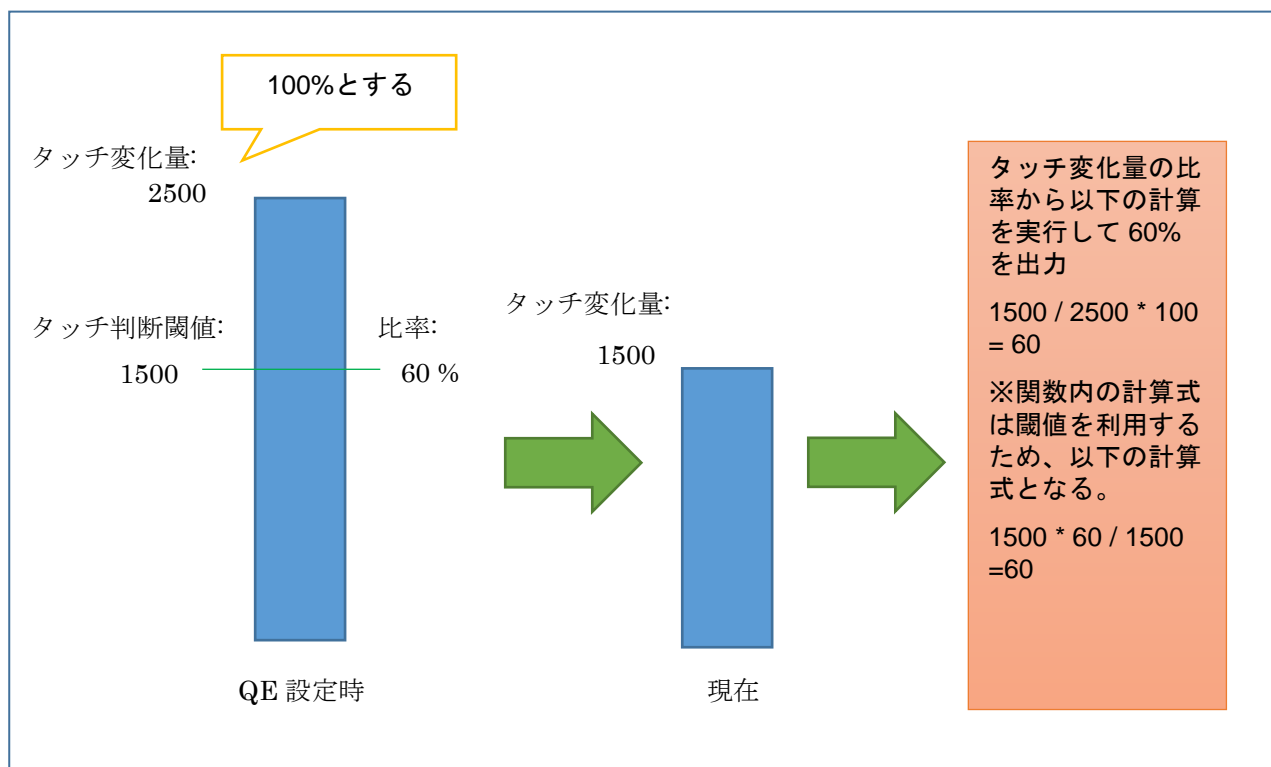 100%とする
タッチ変化量:
2500
タッチ判断閾値:
1500
比率:
60 %
QE 設定時
タッチ変化量:
1500
現在
タッチ変化量の比
率から以下の計算
を実行して 60%
を出力
1500 / 2500 * 100
= 60
※関数内の計算式
は閾値を利用する
ため、以下の計算
式となる。
1500 * 60 / 1500
=60